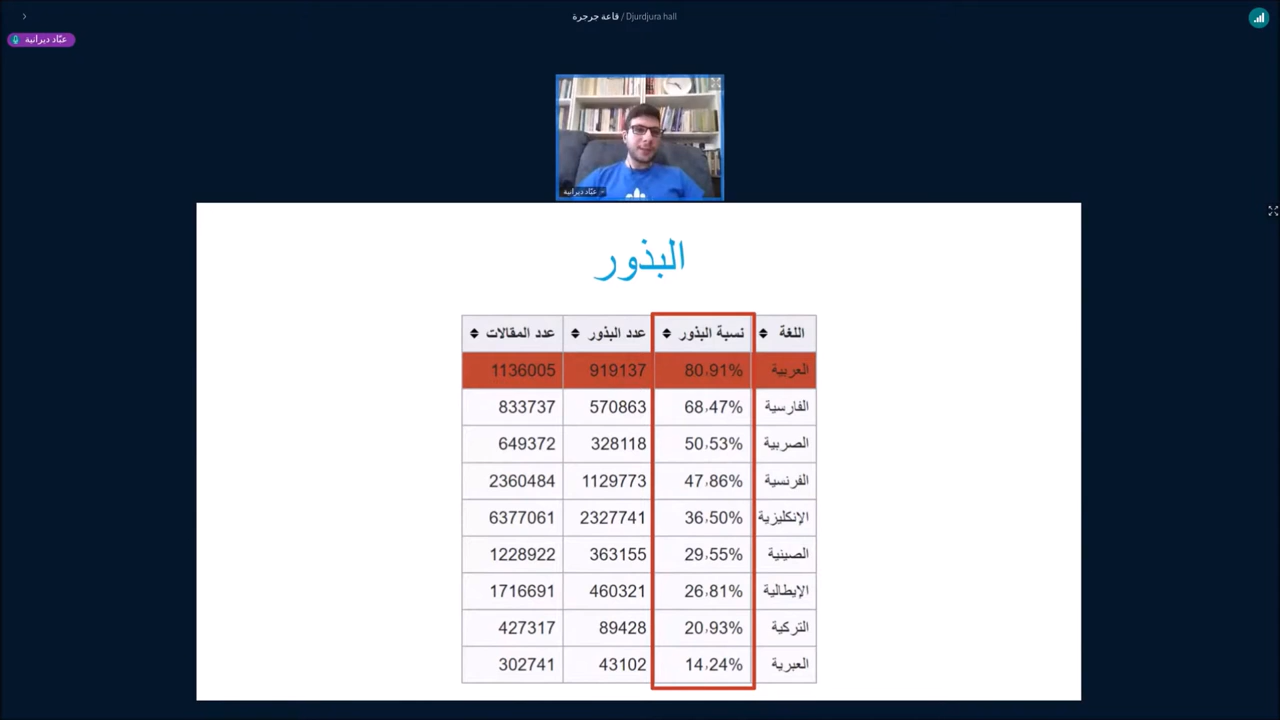 قاعة جرجرة / Djurdjura hall
عبّاد ديرانية
عبّاد ديرانية
البذور
اللغة نسبة البذور عدد البذور عدد المقالات
العربية 80،91% 919137 1136005
الفارسية 68،47% 570863 833737
الصربية 50،53% 328118 649372
الفرنسية 47،86% 1129773 2360484
الإنكليزية 36،50% 2327741 6377061
الصينية 29،55% 363155 1228922
الإيطالية 26،81% 460321 1716691
التركية 20،93% 89428 427317
العبرية 14،24% 43102 302741